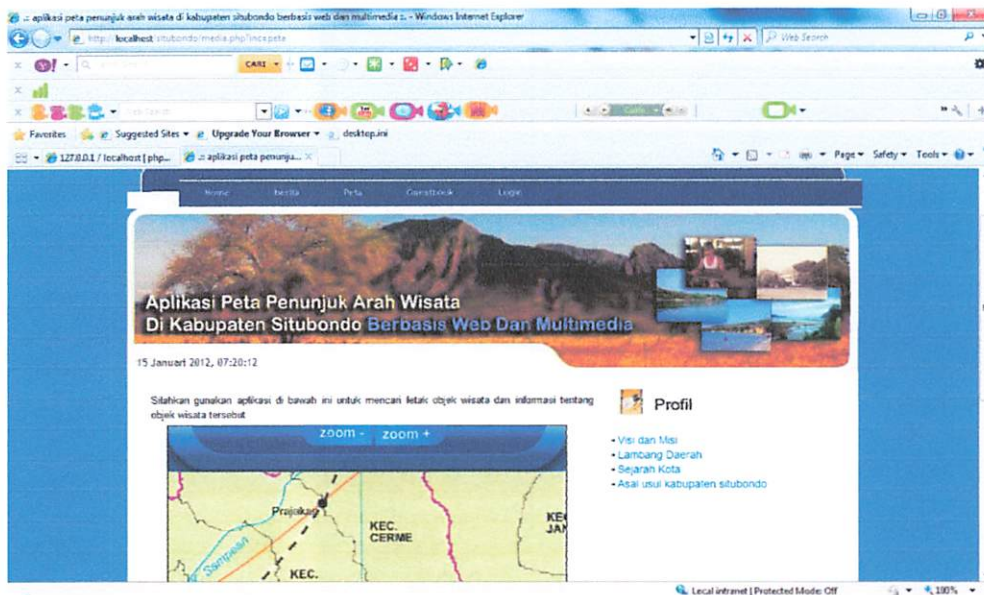 .: aplikasi peta penunjuk arah wisata di kabupaten situbondo berbasis web dan multimedia :. - Windows Internet Explorer
http://localhost/situbondo/media.php?inc=peta
Web Search
CARI
Favorites Suggested Sites Upgrade Your Browser desktop.ini
127.0.0.1 / localhost | php... .: aplikasi peta penunju...
Page Safety Tools
Home berita Peta Guestbook Login
Aplikasi Peta Penunjuk Arah Wisata
Di Kabupaten Situbondo Berbasis Web Dan Multimedia
15 Januari 2012, 07:20:12
Silahkan gunakan aplikasi di bawah ini untuk mencari letak objek wisata dan informasi tentang
objek wisata tersebut
Profil
Visi dan Misi
Lambang Daerah
Sejarah Kota
Asal usul kabupaten situbondo
zoom - zoom +
Prajekan
KEC.
CERME
KEC
JAN
Sampean
KEC.
Local intranet | Protected Mode: Off
100%